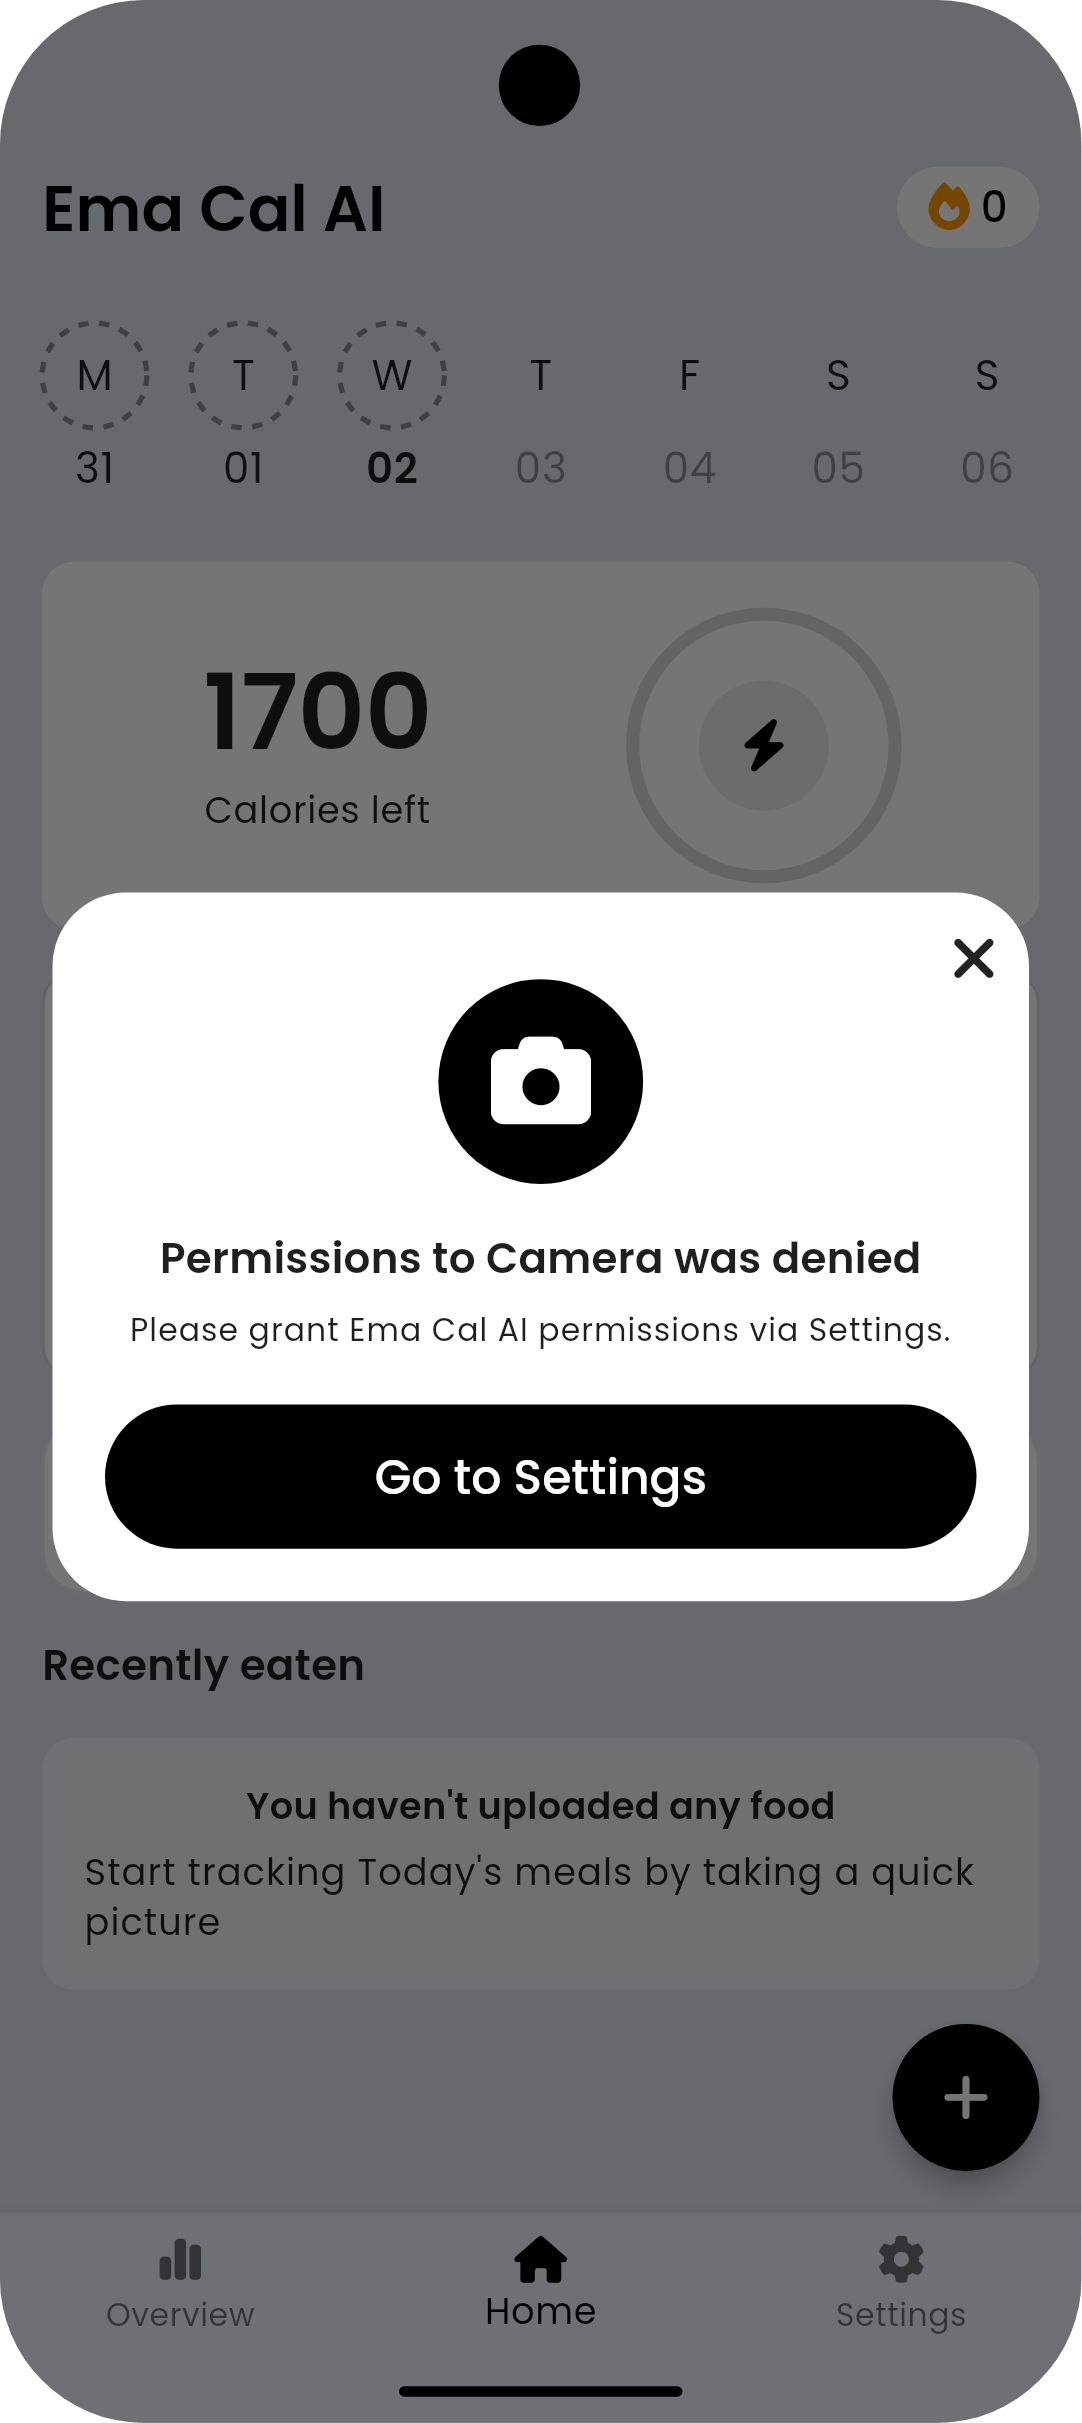 Ema Cal AI
0
M T W T F S S
31 01 02 03 04 05 06
1700
Calories left
Permissions to Camera was denied
Please grant Ema Cal AI permissions via Settings.
Go to Settings
Recently eaten
You haven't uploaded any food
Start tracking Today's meals by taking a quick
picture
Overview Home Settings